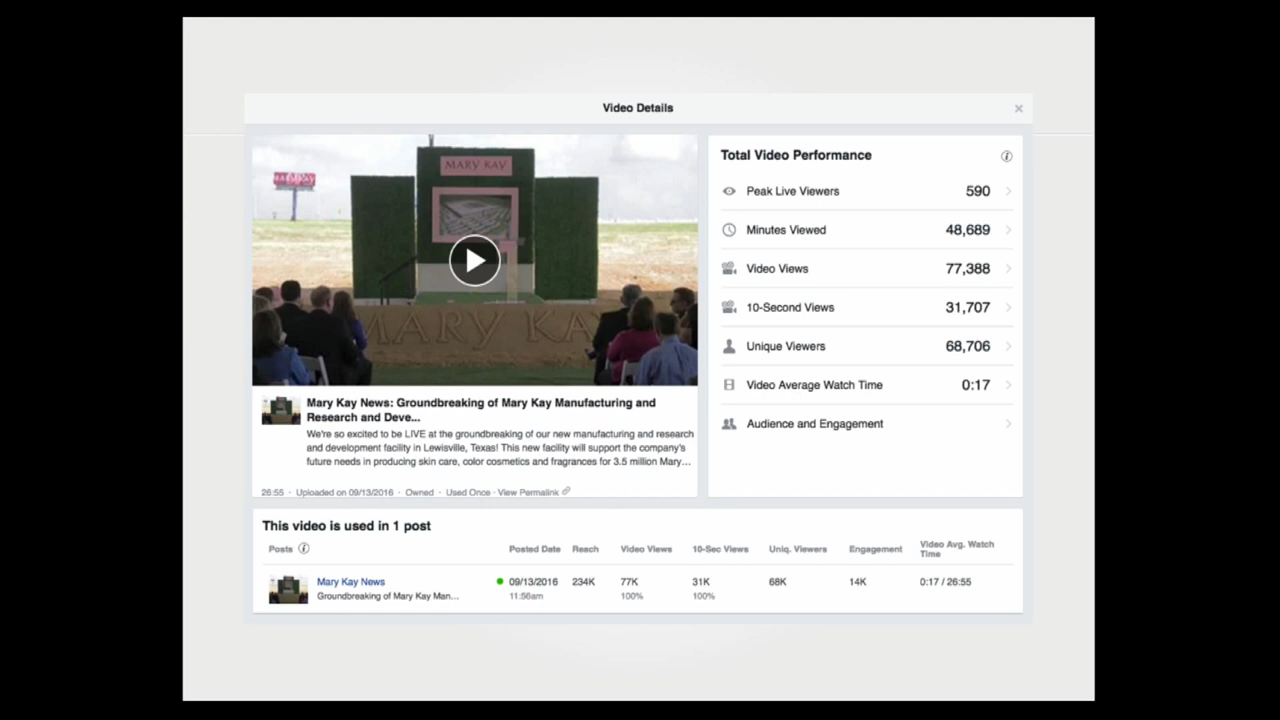 Video Details
MARY KAY
MARY KAY
MARY KAY
Mary Kay News: Groundbreaking of Mary Kay Manufacturing and
Research and Deve...
We're so excited to be LIVE at the groundbreaking of our new manufacturing and research
and development facility in Lewisville, Texas! This new facility will support the company's
future needs in producing skin care, color cosmetics and fragrances for 3.5 million Mary...
26:55 · Uploaded on 09/13/2016 · Owned · Used Once · View Permalink
Total Video Performance
Peak Live Viewers 590
Minutes Viewed 48,689
Video Views 77,388
10-Second Views 31,707
Unique Viewers 68,706
Video Average Watch Time 0:17
Audience and Engagement
This video is used in 1 post
Posts Posted Date Reach Video Views 10-Sec Views Uniq. Viewers Engagement Video Avg. Watch
Time
Mary Kay News 09/13/2016 234K 77K 31K 68K 14K 0:17 / 26:55
Groundbreaking of Mary Kay Man... 11:56am 100% 100%